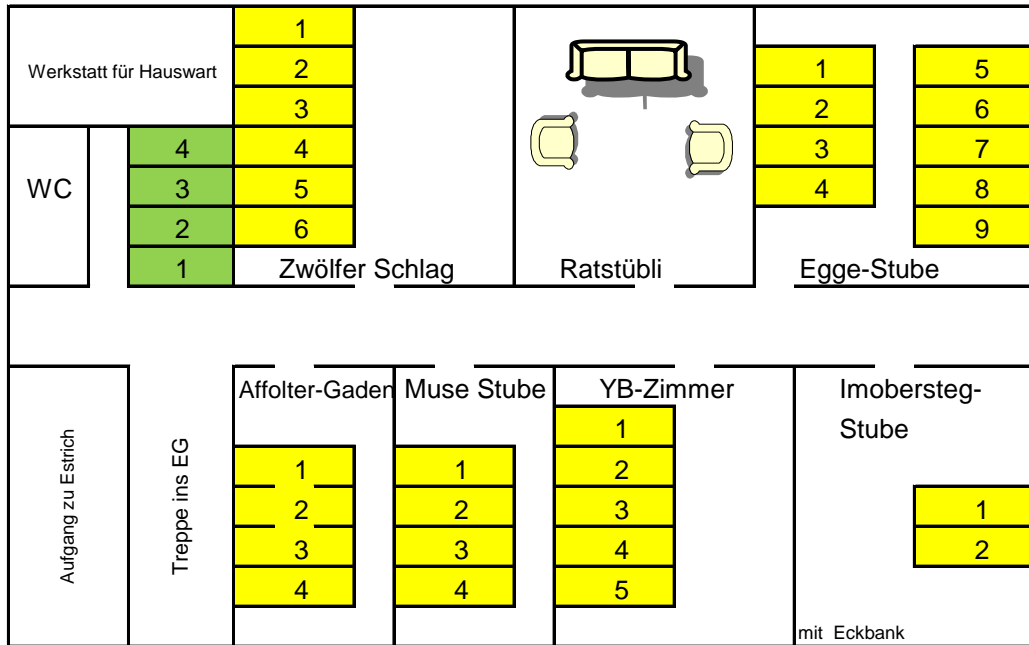 Werkstatt für Hauswart
1
2
3
4
5
6
Zwölfer Schlag
WC
4
3
2
1
Ratstübli
1
2
3
4
5
6
7
8
9
Egge-Stube
Aufgang zu Estrich
Treppe ins EG
Affolter-Gaden
1
2
3
4
Muse Stube
1
2
3
4
YB-Zimmer
1
2
3
4
5
Imobersteg-
Stube
1
2
mit Eckbank